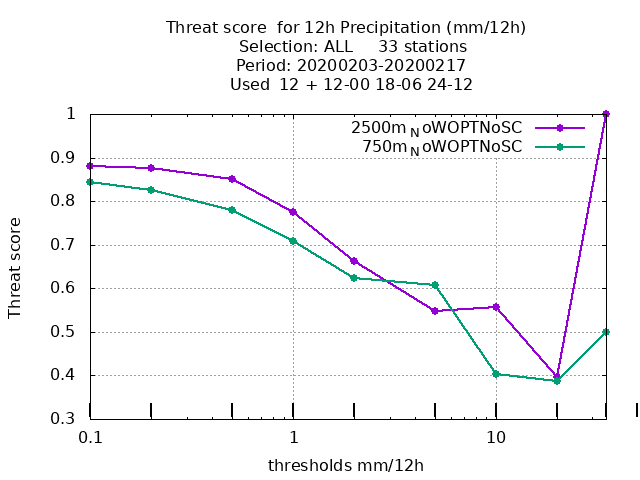 Threat score  for 12h Precipitation (mm/12h)
Selection: ALL     33 stations
Period: 20200203-20200217
Used  12 + 12-00 18-06 24-12
2500m_NoWOPTNoSC
750m_NoWOPTNoSC
1
0.9
0.8
0.7
0.6
0.5
0.4
0.3
Threat score
0.1
1
10
thresholds mm/12h